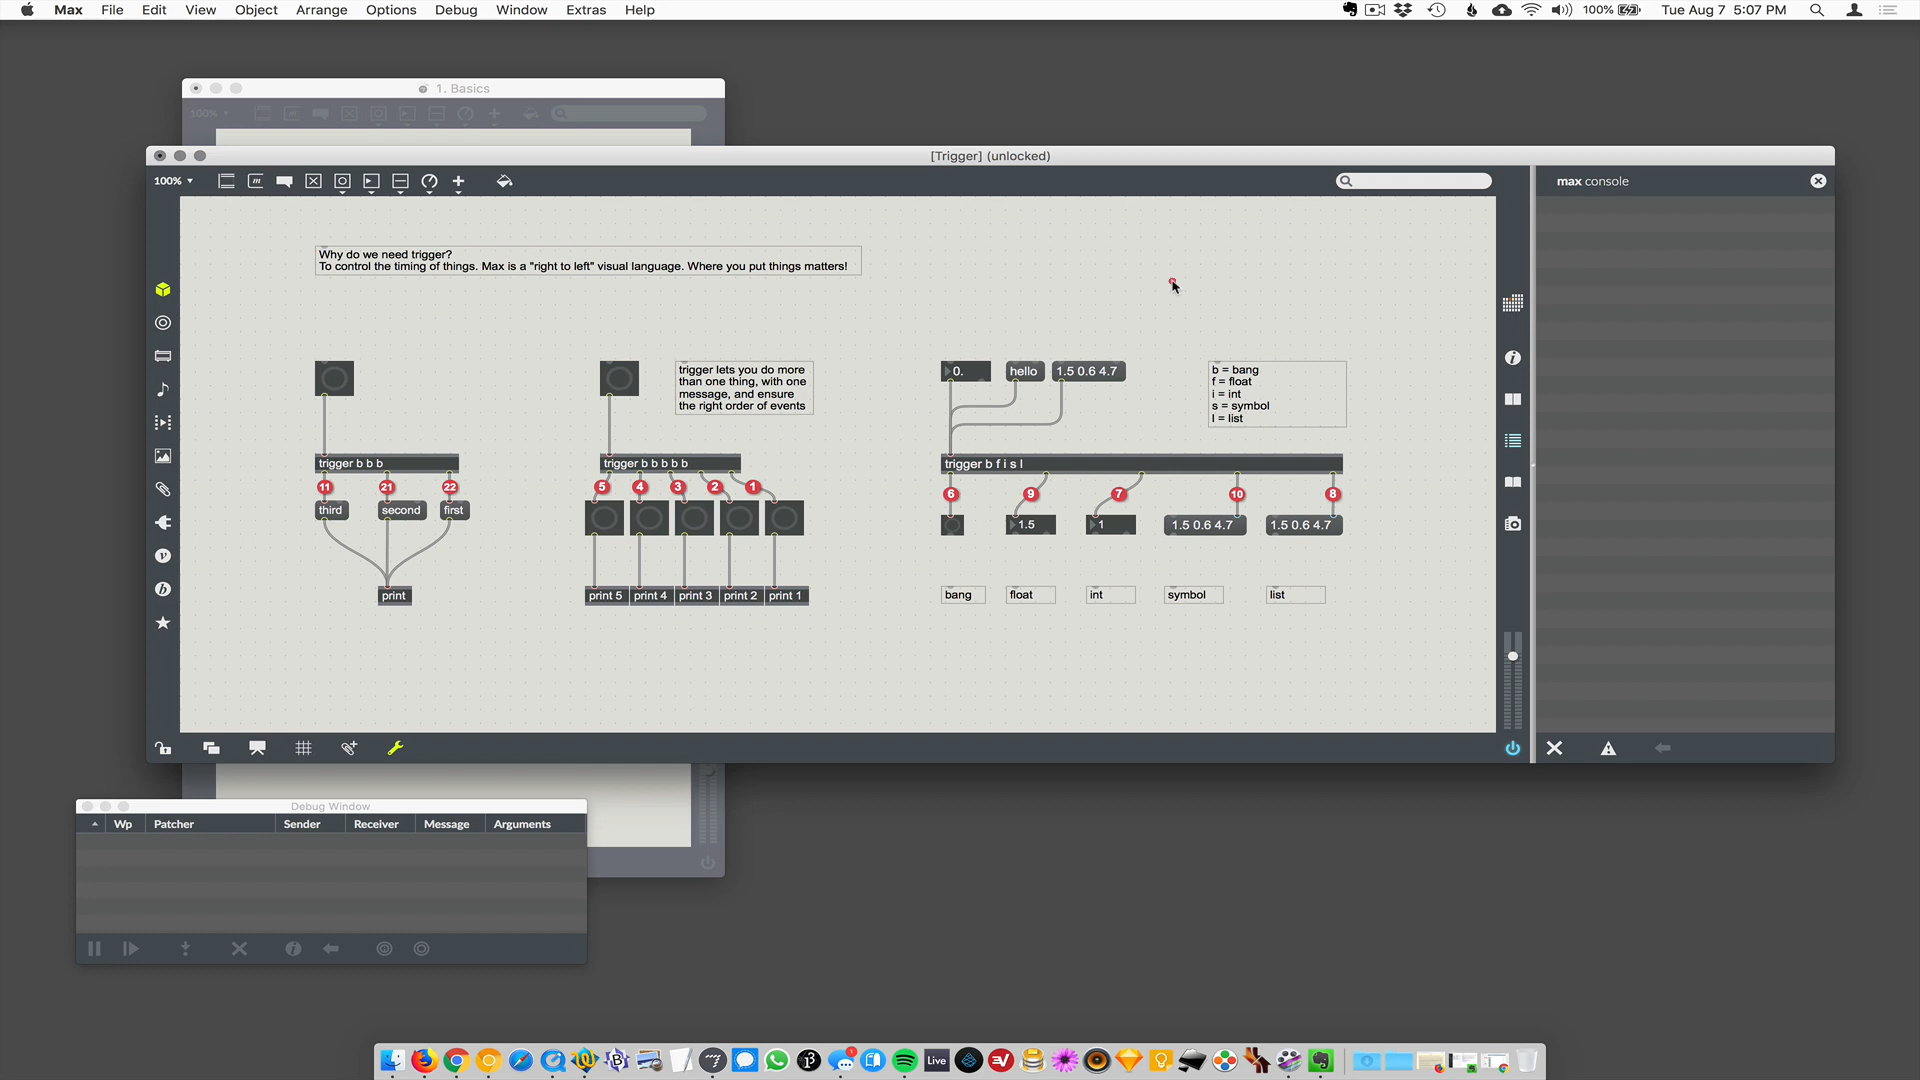 Max File Edit View Object Arrange Options Debug Window Extras Help 100% Tue Aug 7 5:07 PM
1. Basics
100%
[Trigger] (unlocked)
100%
max console
Why do we need trigger?
To control the timing of things. Max is a "right to left" visual language. Where you put things matters!
trigger lets you do more
than one thing, with one
message, and ensure
the right order of events
0. hello 1.5 0.6 4.7
b = bang
f = float
i = int
s = symbol
l = list
trigger b b b
trigger b b b b b
trigger b f i s l
11 21 22
5 4 3 2 1
6 9 7 10 8
third second first
1.5 1 1.5 0.6 4.7 1.5 0.6 4.7
print
print 5 print 4 print 3 print 2 print 1
bang float int symbol list
Debug Window
Wp Patcher Sender Receiver Message Arguments
Live